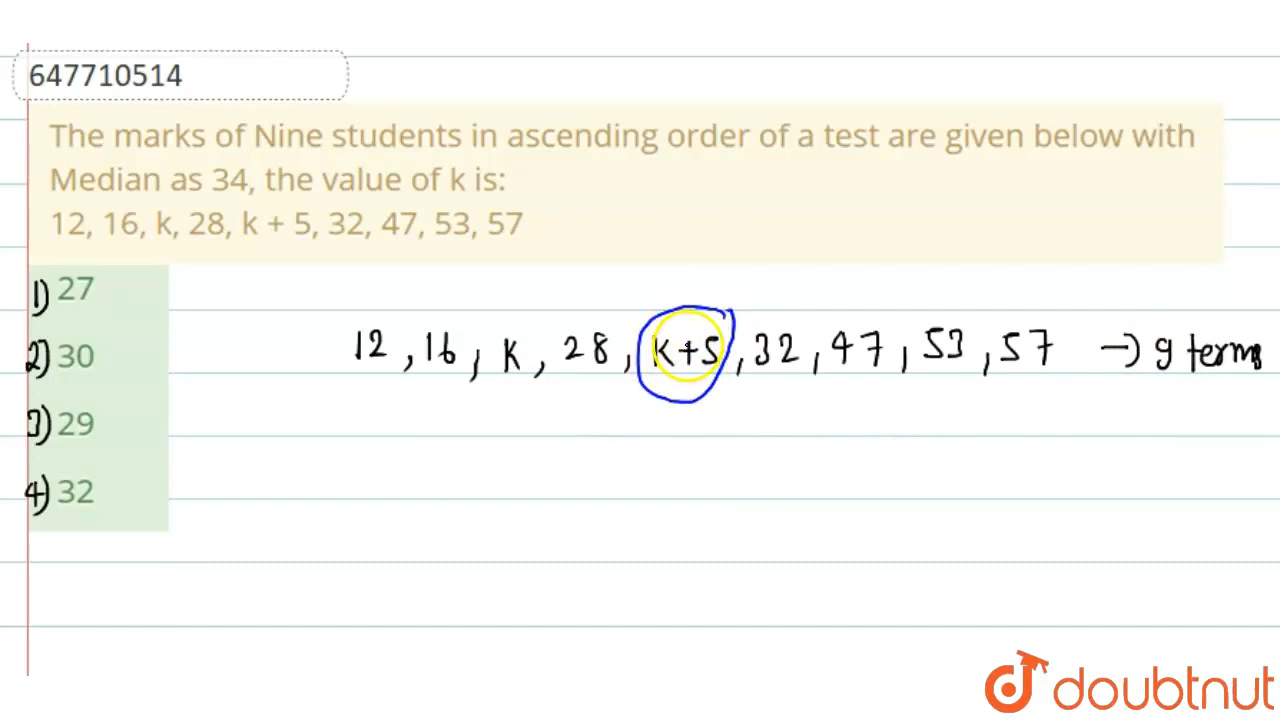 647710514
The marks of Nine students in ascending order of a test are given below with
Median as 34, the value of k is:
12, 16, k, 28, k + 5, 32, 47, 53, 57
1) 27
12 , 16 , k , 28 , k+5 , 32 , 47 , 53 , 57 → 9 terms
2) 30
3) 29
4) 32
doubtnut